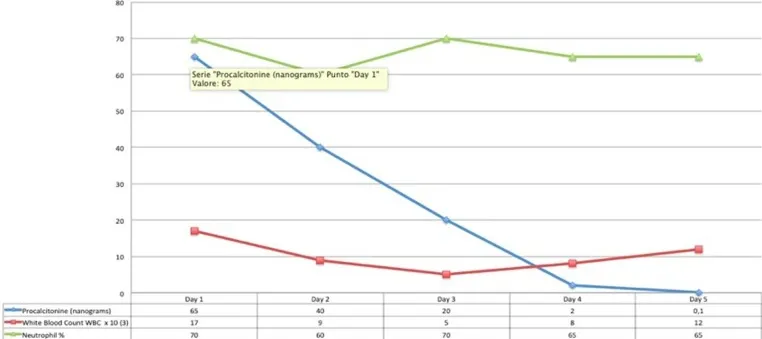 80
70
60
50
40
30
20
10
0
Serie "Procalcitonine (nanograms)" Punto "Day 1"
Valore: 65
Day 1 Day 2 Day 3 Day 4 Day 5
Procalcitonine (nanograms) 65 40 20 2 0,1
White Blood Count WBC x 10 (3) 17 9 5 8 12
Neutrophil % 70 60 70 65 65